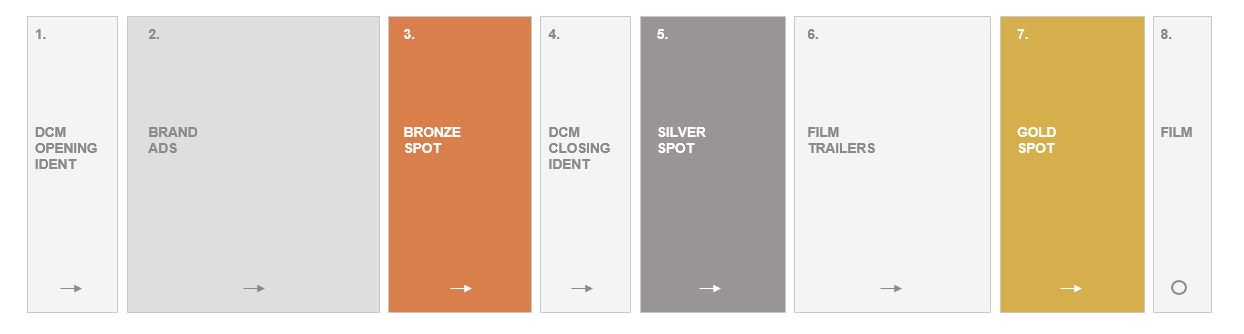 1.
DCM
OPENING
IDENT
2.
BRAND
ADS
3.
BRONZE
SPOT
4.
DCM
CLOSING
IDENT
5.
SILVER
SPOT
6.
FILM
TRAILERS
7.
GOLD
SPOT
8.
FILM